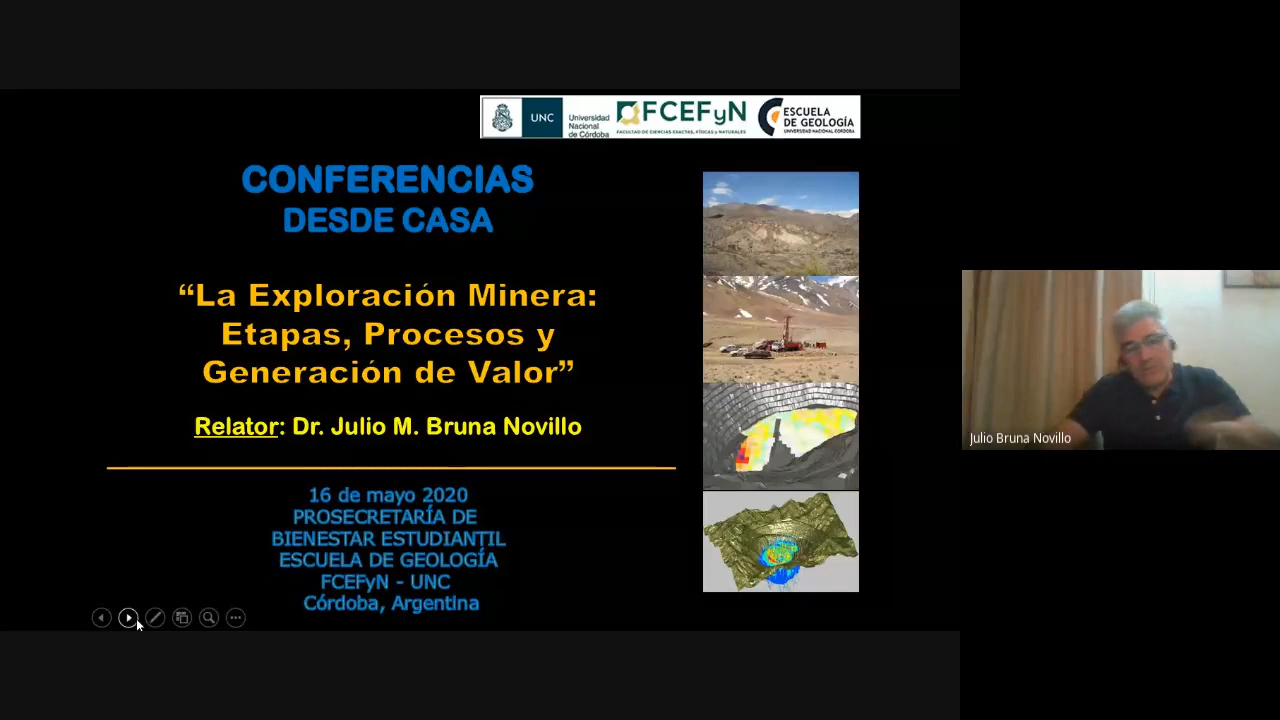 UNC
Universidad
Nacional
de Córdoba
FCEFyN
FACULTAD DE CIENCIAS EXACTAS, FÍSICAS Y NATURALES
ESCUELA
DE GEOLOGÍA
UNIVERSIDAD NACIONAL CÓRDOBA
CONFERENCIAS
DESDE CASA
“La Exploración Minera:
Etapas, Procesos y
Generación de Valor”
Relator: Dr. Julio M. Bruna Novillo
16 de mayo 2020
PROSECRETARÍA DE
BIENESTAR ESTUDIANTIL
ESCUELA DE GEOLOGÍA
FCEFyN - UNC
Córdoba, Argentina
Julio Bruna Novillo